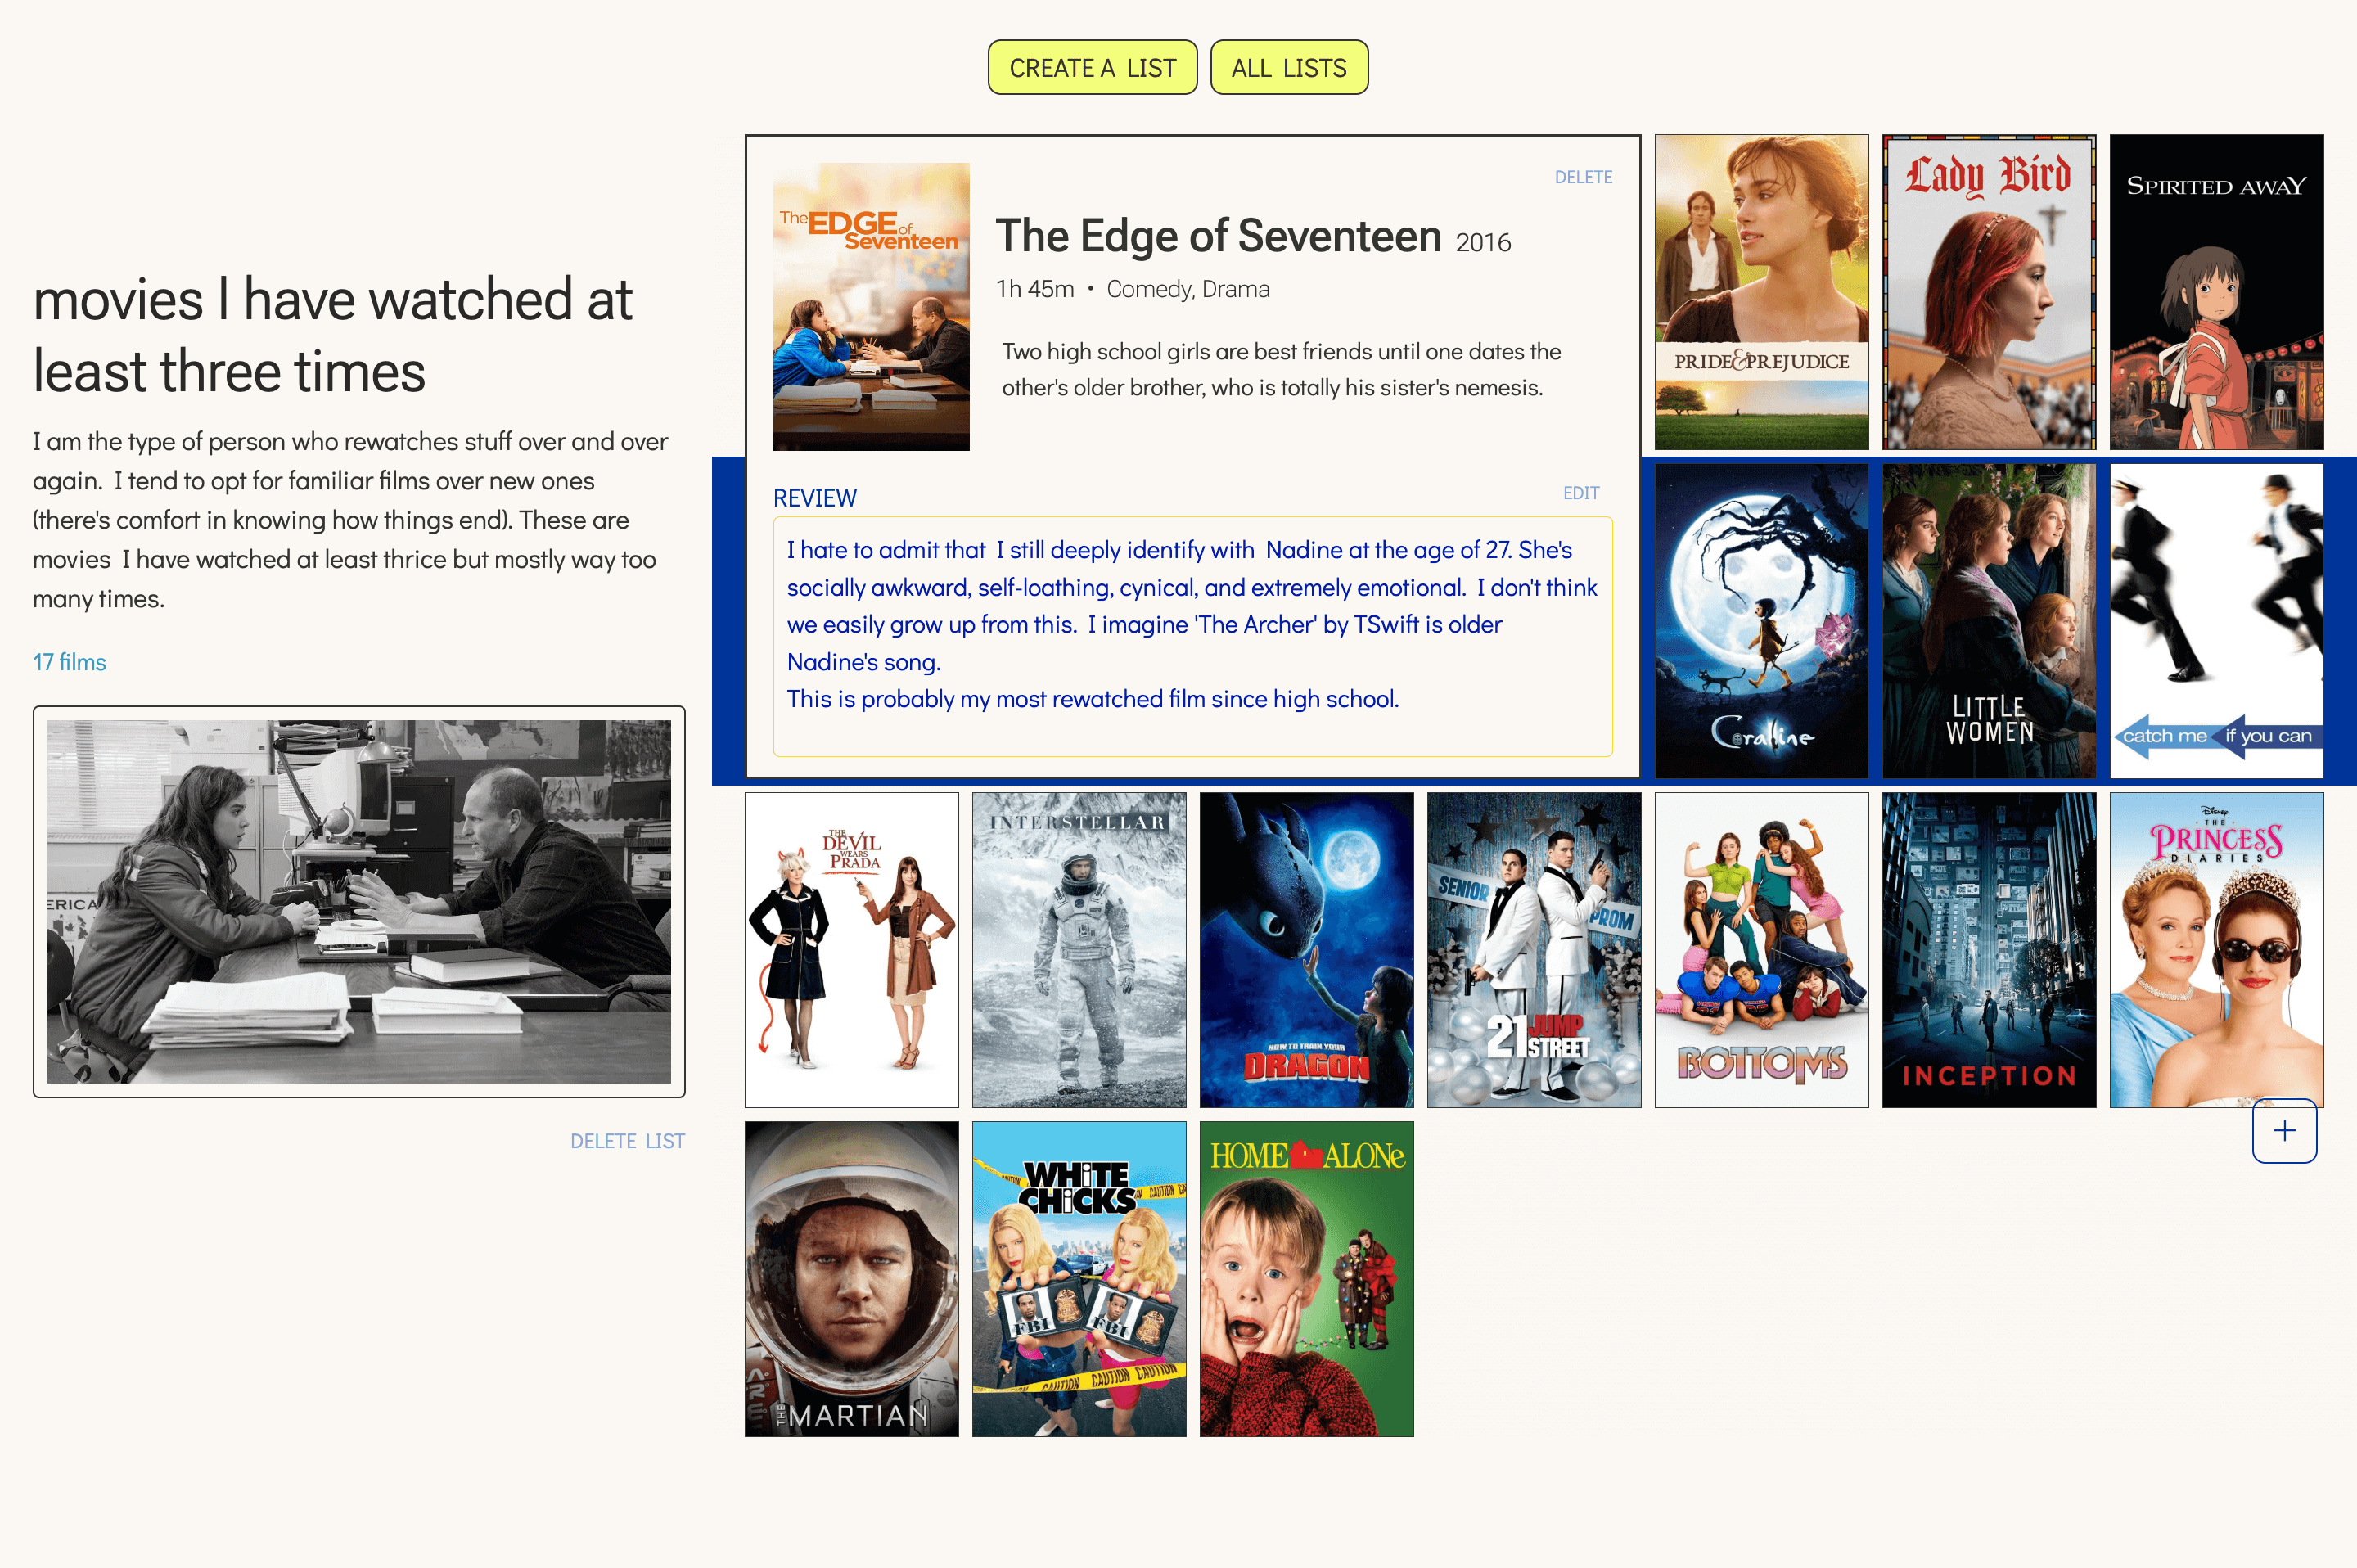 CREATE A LIST
ALL LISTS
movies I have watched at
least three times
I am the type of person who rewatches stuff over and over
again. I tend to opt for familiar films over new ones
(there's comfort in knowing how things end). These are
movies I have watched at least thrice but mostly way too
many times.
17 films
ERICA
DELETE LIST
The EDGE of
Seventeen
DELETE
The Edge of Seventeen 2016
1h 45m • Comedy, Drama
Two high school girls are best friends until one dates the
other's older brother, who is totally his sister's nemesis.
REVIEW
EDIT
I hate to admit that I still deeply identify with Nadine at the age of 27. She's
socially awkward, self-loathing, cynical, and extremely emotional. I don't think
we easily grow up from this. I imagine 'The Archer' by TSwift is older
Nadine's song.
This is probably my most rewatched film since high school.
PRIDE & PREJUDICE
Lady Bird
SPIRITED AWAY
Coraline
LITTLE
WOMEN
catch me if you can
THE
DEVIL
WEARS
PRADA
INTERSTELLAR
HOW TO TRAIN YOUR
DRAGON
SENIOR
PROM
21 JUMP
STREET
BOTTOMS
INCEPTION
Disney
THE
PRINCESS
DIARIES
+
ARE
THE MARTIAN
WHiTE
CHiCKS
CAUTION
FBI
FBI
CAUTION CAUTION CAUTION
HOME ALONe